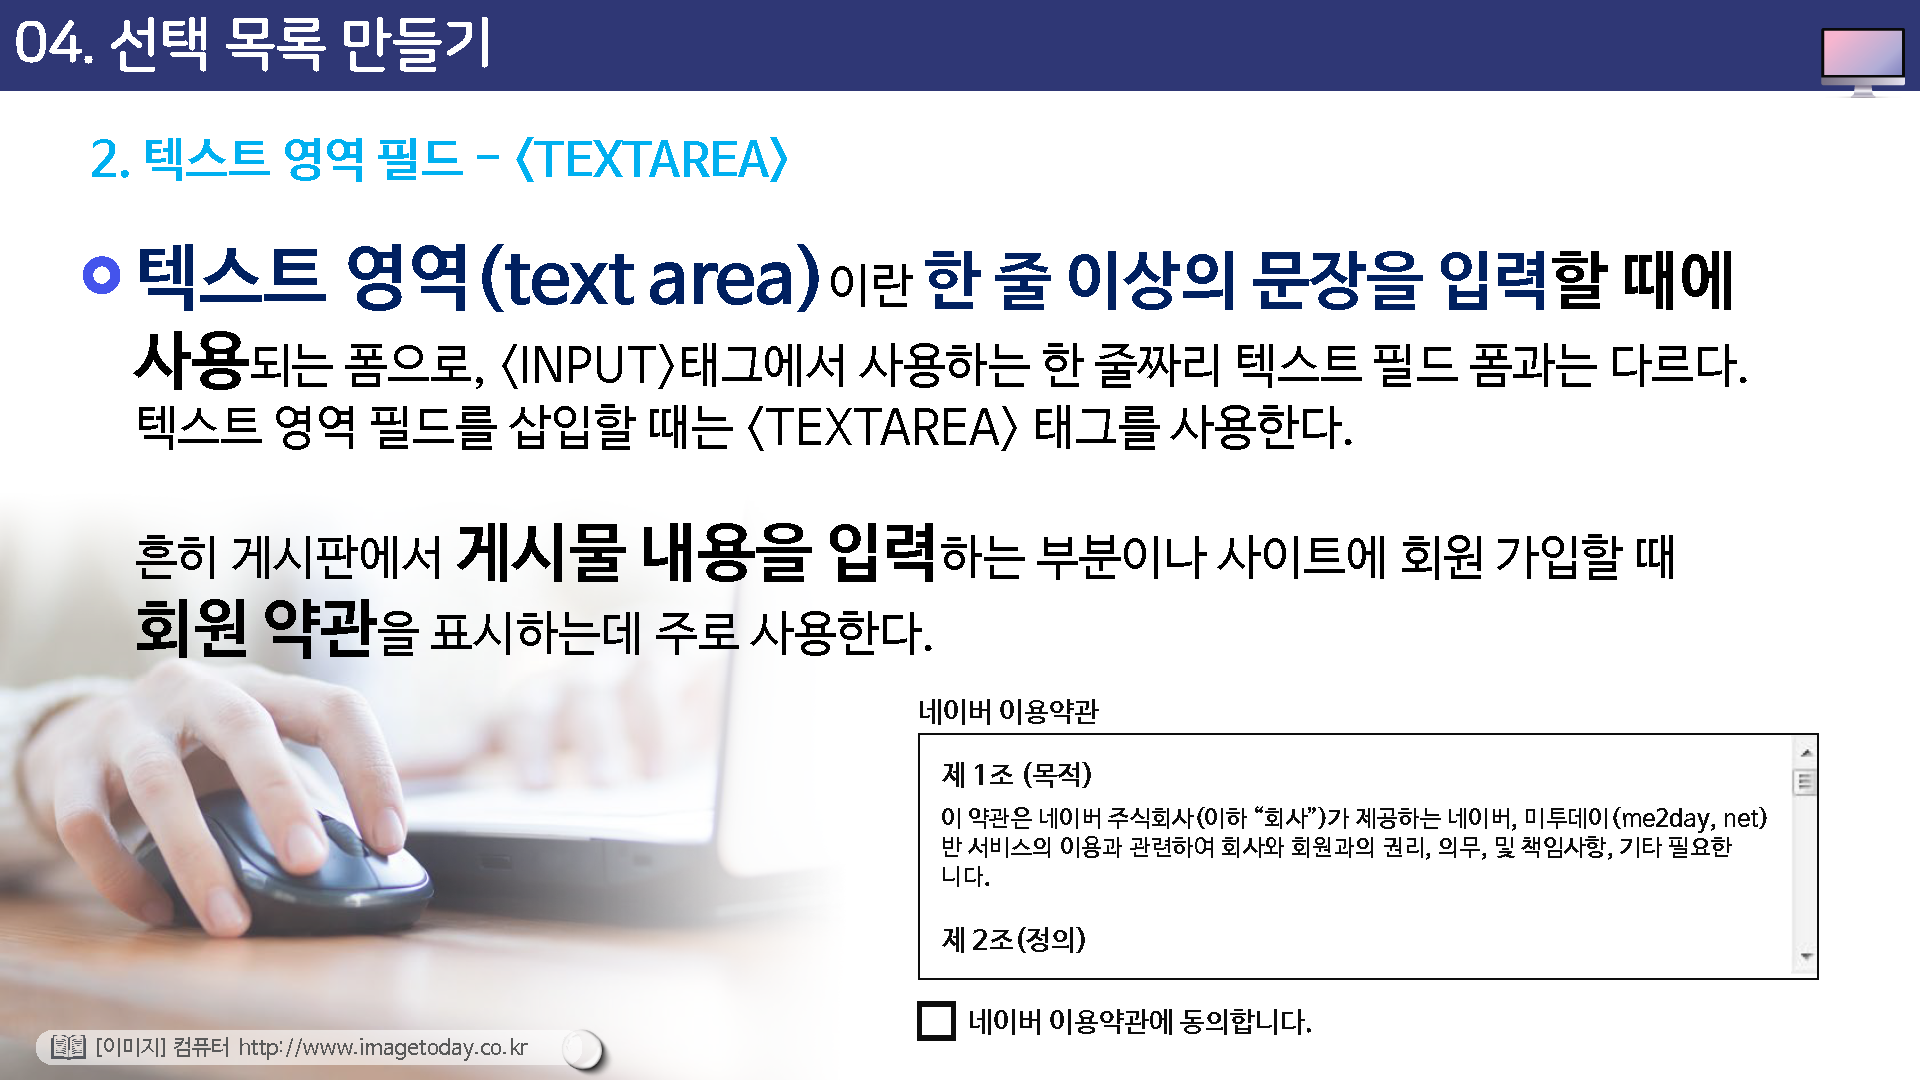 04. 선택 목록 만들기
2. 텍스트 영역 필드 - <TEXTAREA>
텍스트 영역(text area)이란 한 줄 이상의 문장을 입력할 때에
사용되는 폼으로, <INPUT>태그에서 사용하는 한 줄짜리 텍스트 필드 폼과는 다르다.
텍스트 영역 필드를 삽입할 때는 <TEXTAREA> 태그를 사용한다.
흔히 게시판에서 게시물 내용을 입력하는 부분이나 사이트에 회원 가입할 때
회원 약관을 표시하는데 주로 사용한다.
네이버 이용약관
제 1조 (목적)
이 약관은 네이버 주식회사(이하 “회사”)가 제공하는 네이버, 미투데이(me2day, net)
반 서비스의 이용과 관련하여 회사와 회원과의 권리, 의무, 및 책임사항, 기타 필요한
니다.
제 2조(정의)
네이버 이용약관에 동의합니다.
[이미지] 컴퓨터 http://www.imagetoday.co.kr